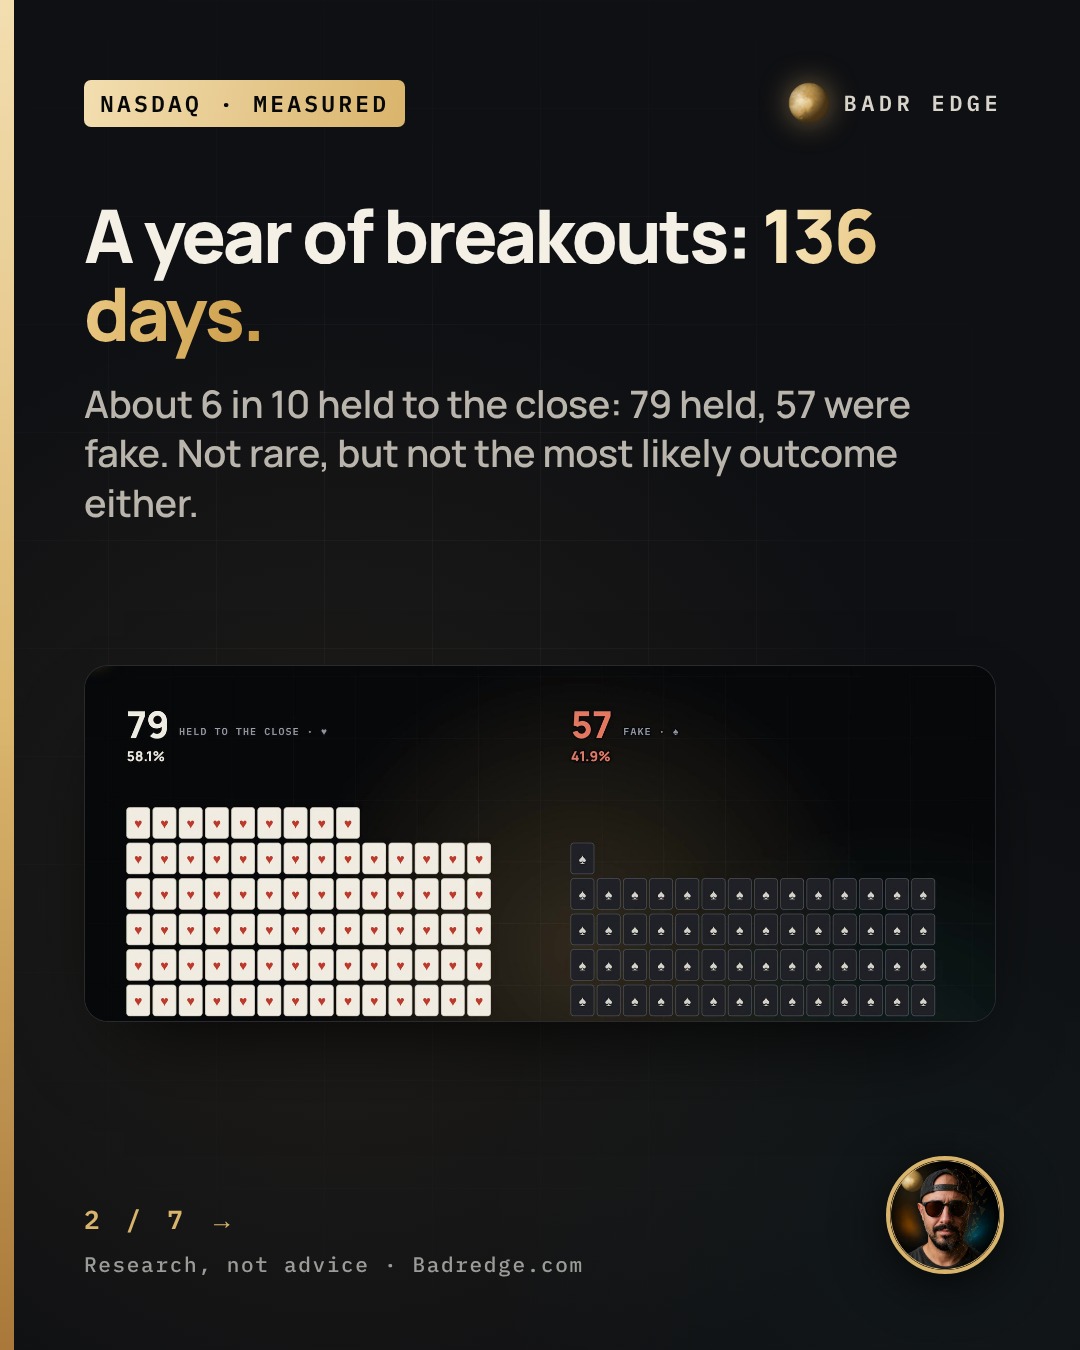 NASDAQ · MEASURED
BADR EDGE
A year of breakouts: 136
days.
About 6 in 10 held to the close: 79 held, 57 were
fake. Not rare, but not the most likely outcome
either.
79 HELD TO THE CLOSE · ♥
58.1%
57 FAKE · ♠
41.9%
2 / 7 →
Research, not advice · Badredge.com